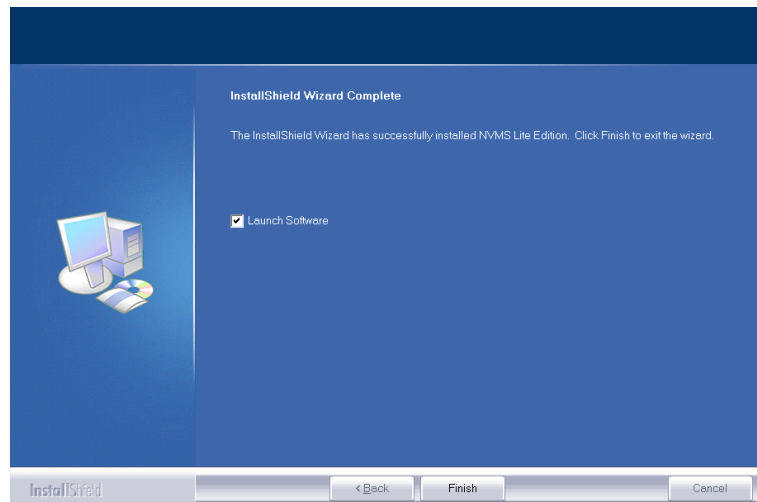 InstallShield Wizard Complete
The InstallShield Wizard has successfully installed NVMS Lite Edition. Click Finish to exit the wizard.
Launch Software
InstallShield
< Back
Finish
Cancel